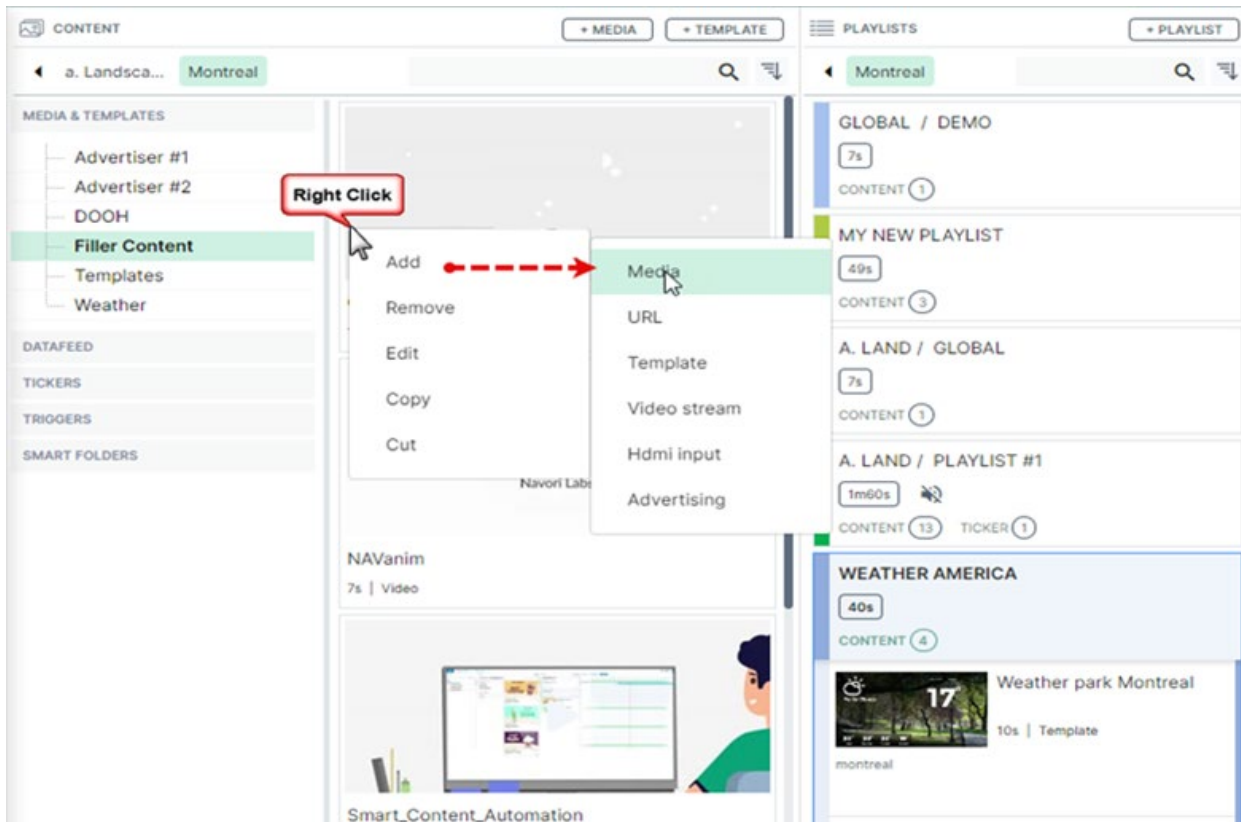 CONTENT
+ MEDIA
+ TEMPLATE
a. Landsca...
Montreal
MEDIA & TEMPLATES
Advertiser #1
Advertiser #2
DOOH
Filler Content
Templates
Weather
DATAFEED
TICKERS
TRIGGERS
SMART FOLDERS
Right Click
Add
Remove
Edit
Copy
Cut
Media
URL
Template
Video stream
Hdmi input
Advertising
Navori Labs
NAVanim
7s | Video
Smart_Content_Automation
PLAYLISTS
+ PLAYLIST
Montreal
GLOBAL / DEMO
7s
CONTENT 1
MY NEW PLAYLIST
49s
CONTENT 3
A. LAND / GLOBAL
7s
CONTENT 1
A. LAND / PLAYLIST #1
1m60s
CONTENT 13 TICKER 1
WEATHER AMERICA
40s
CONTENT 4
17°
Weather park Montreal
10s | Template
montreal